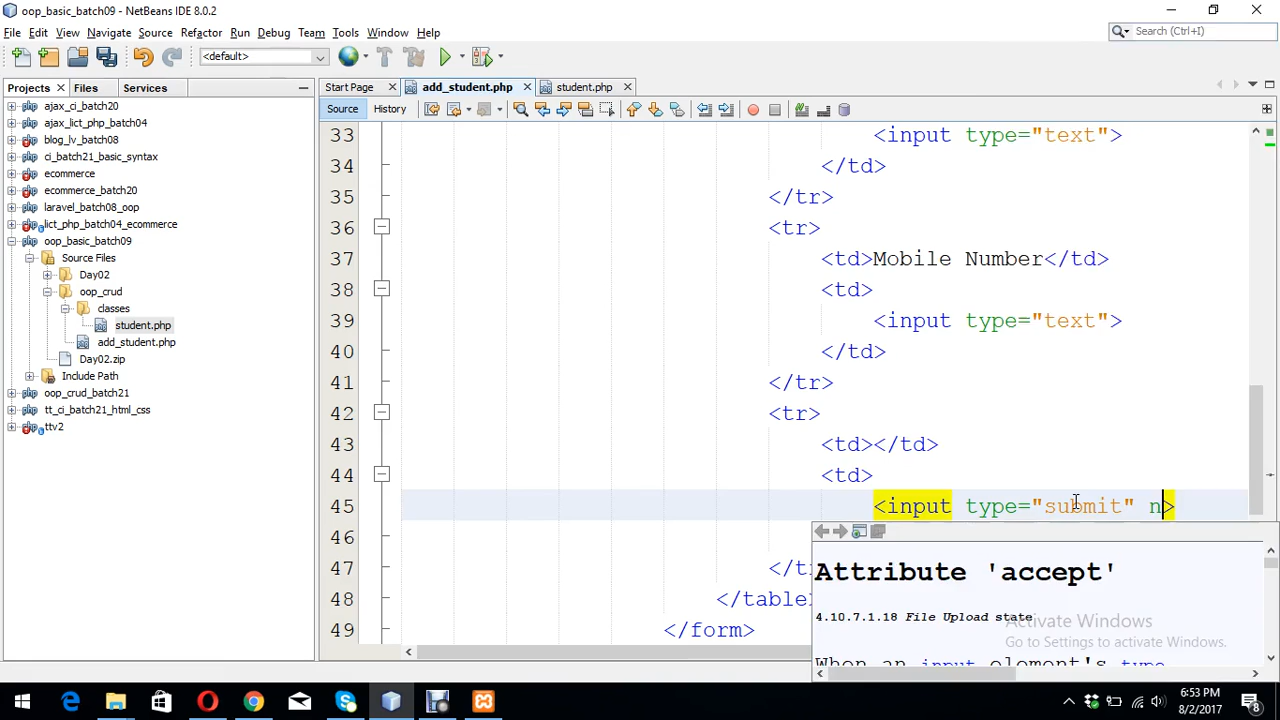 oop_basic_batch09 - NetBeans IDE 8.0.2
File Edit View Navigate Source Refactor Run Debug Team Tools Window Help
Search (Ctrl+I)
<default>
Projects Files Services
Start Page add_student.php student.php
Source History
ajax_ci_batch20
ajax_lict_php_batch04
blog_lv_batch08
ci_batch21_basic_syntax
ecommerce
ecommerce_batch20
laravel_batch08_oop
lict_php_batch04_ecommerce
oop_basic_batch09
Source Files
Day02
oop_crud
classes
student.php
add_student.php
Day02.zip
Include Path
oop_crud_batch21
tt_ci_batch21_html_css
ttv2
33 <input type="text">
34 </td>
35 </tr>
36 <tr>
37 <td>Mobile Number</td>
38 <td>
39 <input type="text">
40 </td>
41 </tr>
42 <tr>
43 <td></td>
44 <td>
45 <input type="submit" n>
46
47 </t
48 </table
49 </form>
Attribute 'accept'
4.10.7.1.18 File Upload state
When an input element's type
Activate Windows
Go to Settings to activate Windows.
6:53 PM
8/2/2017
8